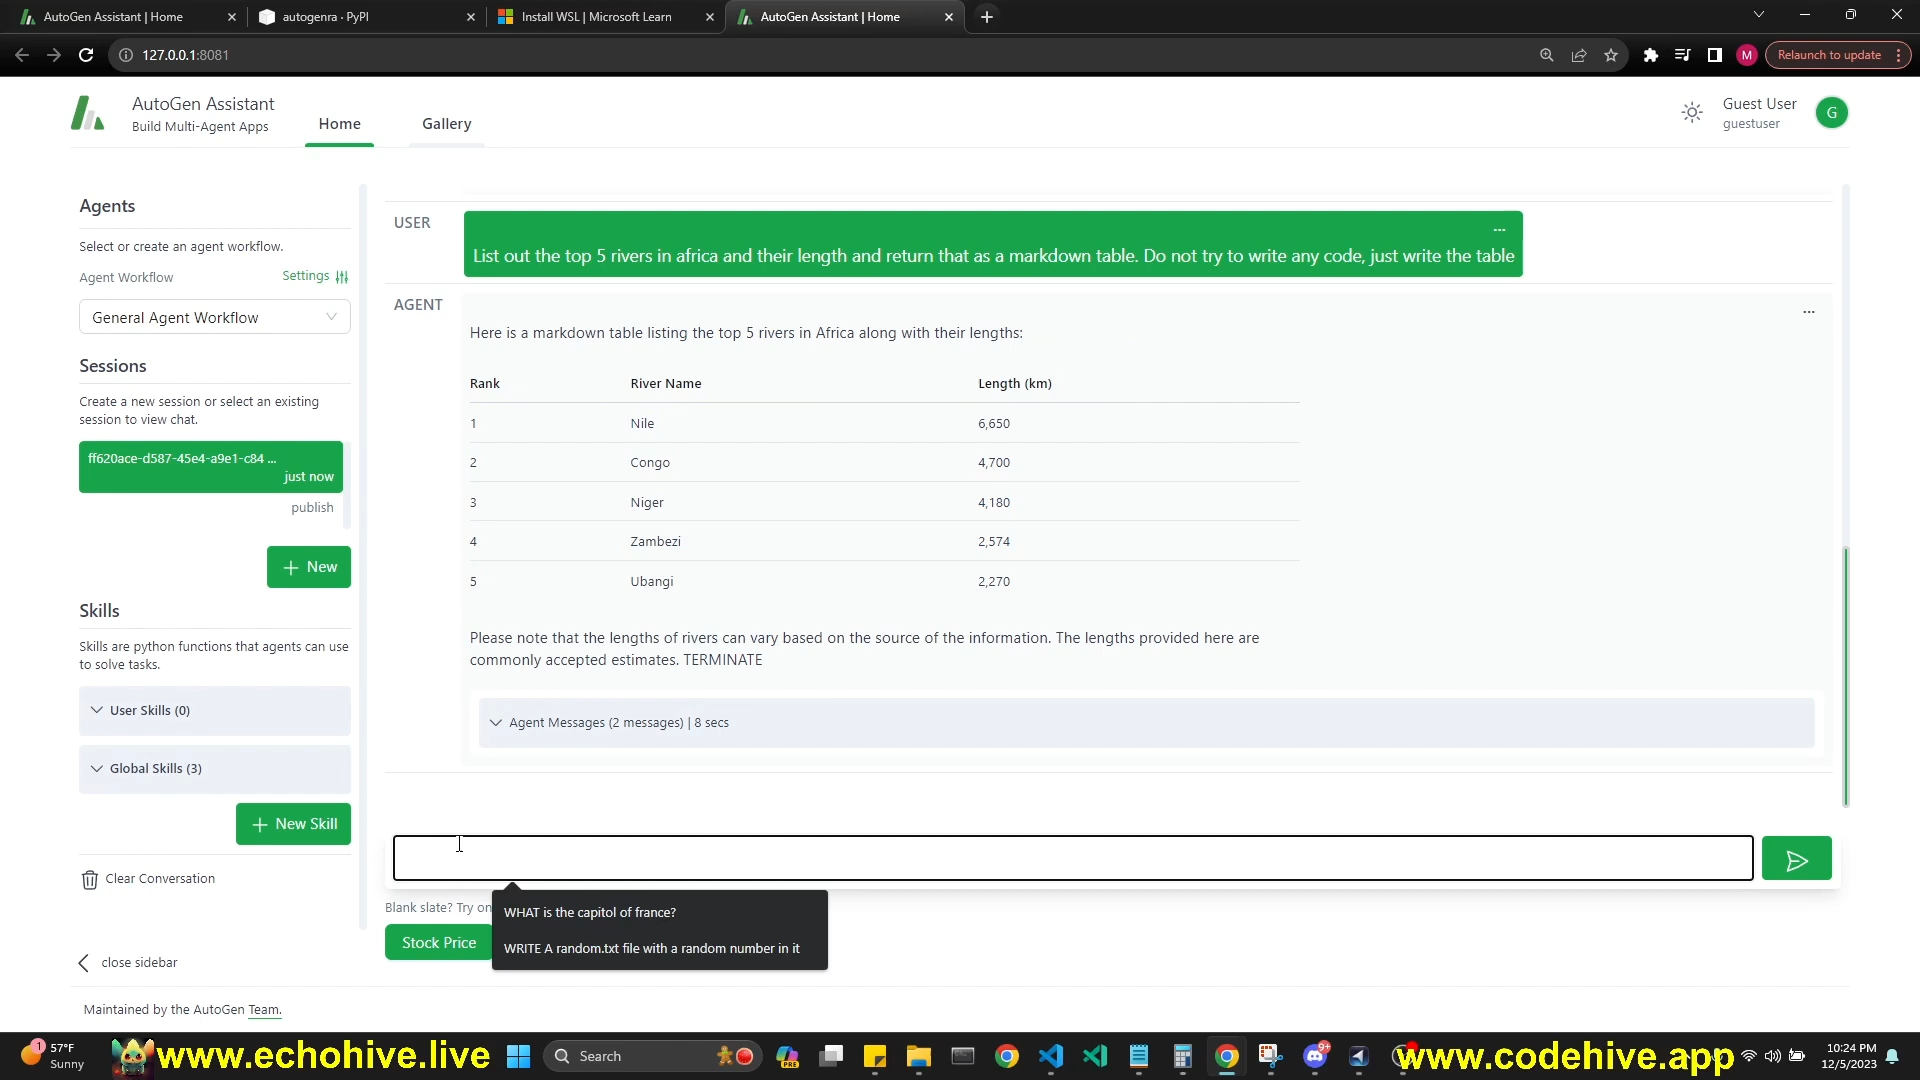 AutoGen Assistant | Home
autogenra · PyPI
Install WSL | Microsoft Learn
AutoGen Assistant | Home
127.0.0.1:8081
M
Relaunch to update
AutoGen Assistant
Build Multi-Agent Apps
Home
Gallery
Guest User
guestuser
G
Agents
Select or create an agent workflow.
Agent Workflow
Settings
General Agent Workflow
Sessions
Create a new session or select an existing
session to view chat.
ff620ace-d587-45e4-a9e1-c84 ...
just now
publish
+ New
Skills
Skills are python functions that agents can use
to solve tasks.
User Skills (0)
Global Skills (3)
+ New Skill
Clear Conversation
close sidebar
USER
...
List out the top 5 rivers in africa and their length and return that as a markdown table. Do not try to write any code, just write the table
AGENT
...
Here is a markdown table listing the top 5 rivers in Africa along with their lengths:
Rank River Name Length (km)
1 Nile 6,650
2 Congo 4,700
3 Niger 4,180
4 Zambezi 2,574
5 Ubangi 2,270
Please note that the lengths of rivers can vary based on the source of the information. The lengths provided here are
commonly accepted estimates. TERMINATE
Agent Messages (2 messages) | 8 secs
Blank slate? Try on
WHAT is the capitol of france?
WRITE A random.txt file with a random number in it
Stock Price
Maintained by the AutoGen Team.
1
57°F
Sunny
www.echohive.live
Search
PRE
9+
www.codehive.app
10:24 PM
12/5/2023